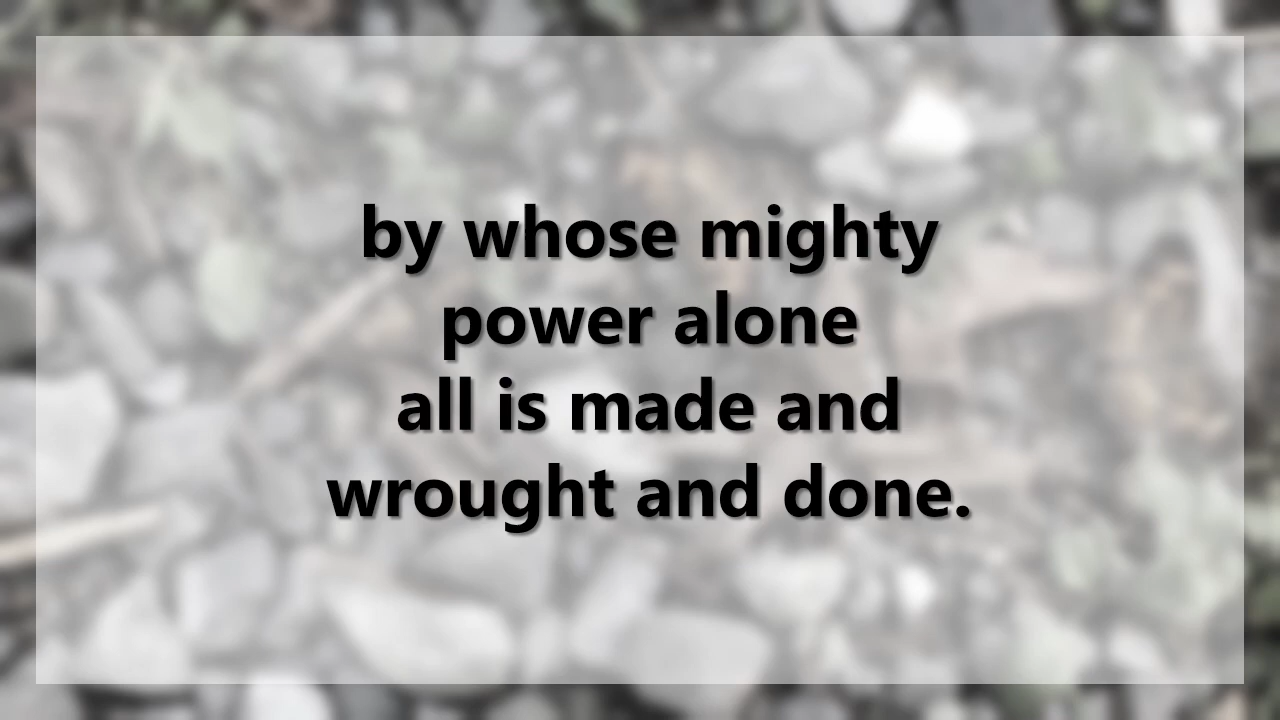 by whose mighty
power alone
all is made and
wrought and done.